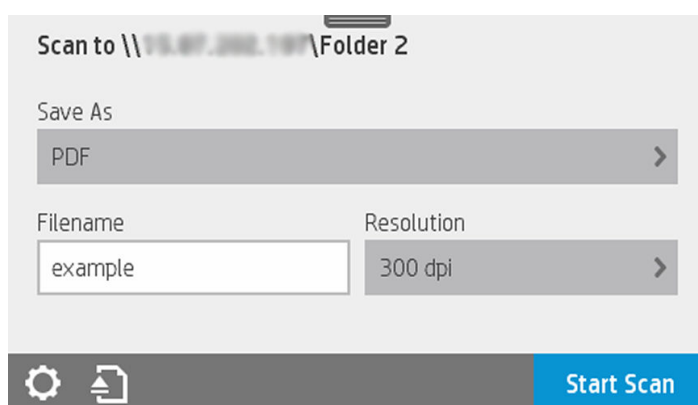 Scan to \\ \Folder 2
Save As
PDF
Filename
Resolution
example
300 dpi
Start Scan